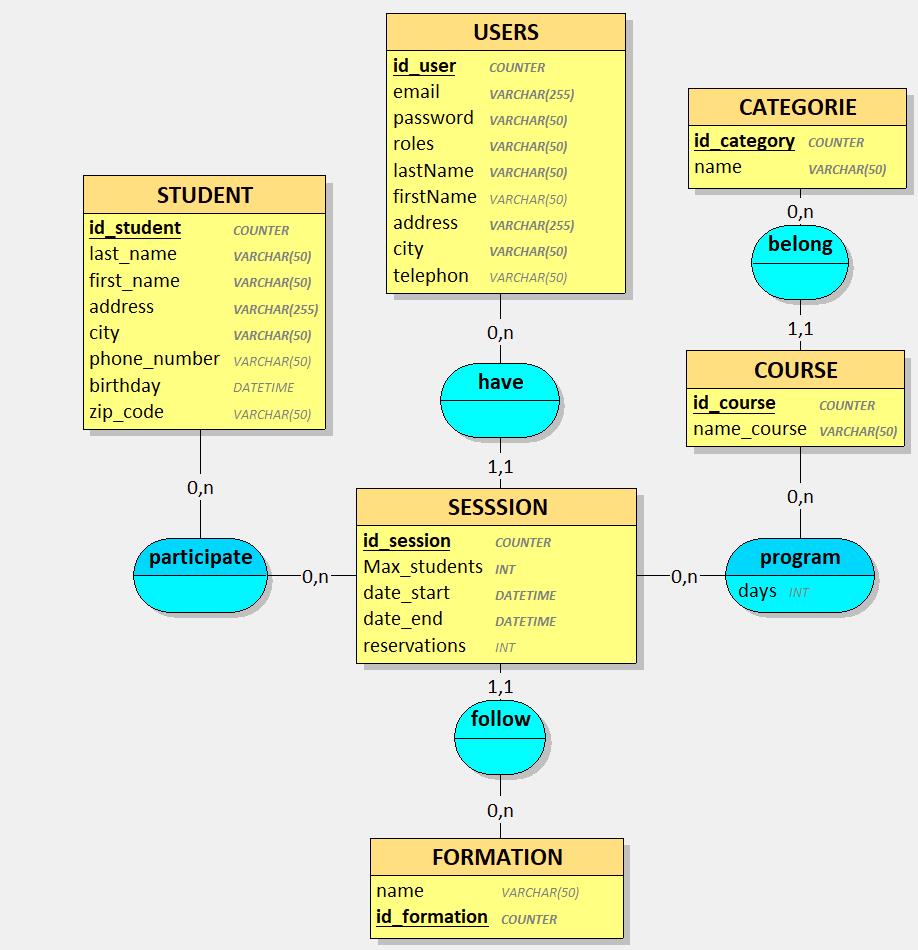 USERS
id_user COUNTER
email VARCHAR(255)
password VARCHAR(50)
roles VARCHAR(50)
lastName VARCHAR(50)
firstName VARCHAR(50)
address VARCHAR(255)
city VARCHAR(50)
telephon VARCHAR(50)
CATEGORIE
id_category COUNTER
name VARCHAR(50)
STUDENT
id_student COUNTER
last_name VARCHAR(50)
first_name VARCHAR(50)
address VARCHAR(255)
city VARCHAR(50)
phone_number VARCHAR(50)
birthday DATETIME
zip_code VARCHAR(50)
0,n
belong
1,1
0,n
have
1,1
COURSE
id_course COUNTER
name_course VARCHAR(50)
0,n
participate
0,n
SESSSION
id_session COUNTER
Max_students INT
date_start DATETIME
date_end DATETIME
reservations INT
0,n
0,n
program
days INT
1,1
follow
0,n
FORMATION
name VARCHAR(50)
id_formation COUNTER